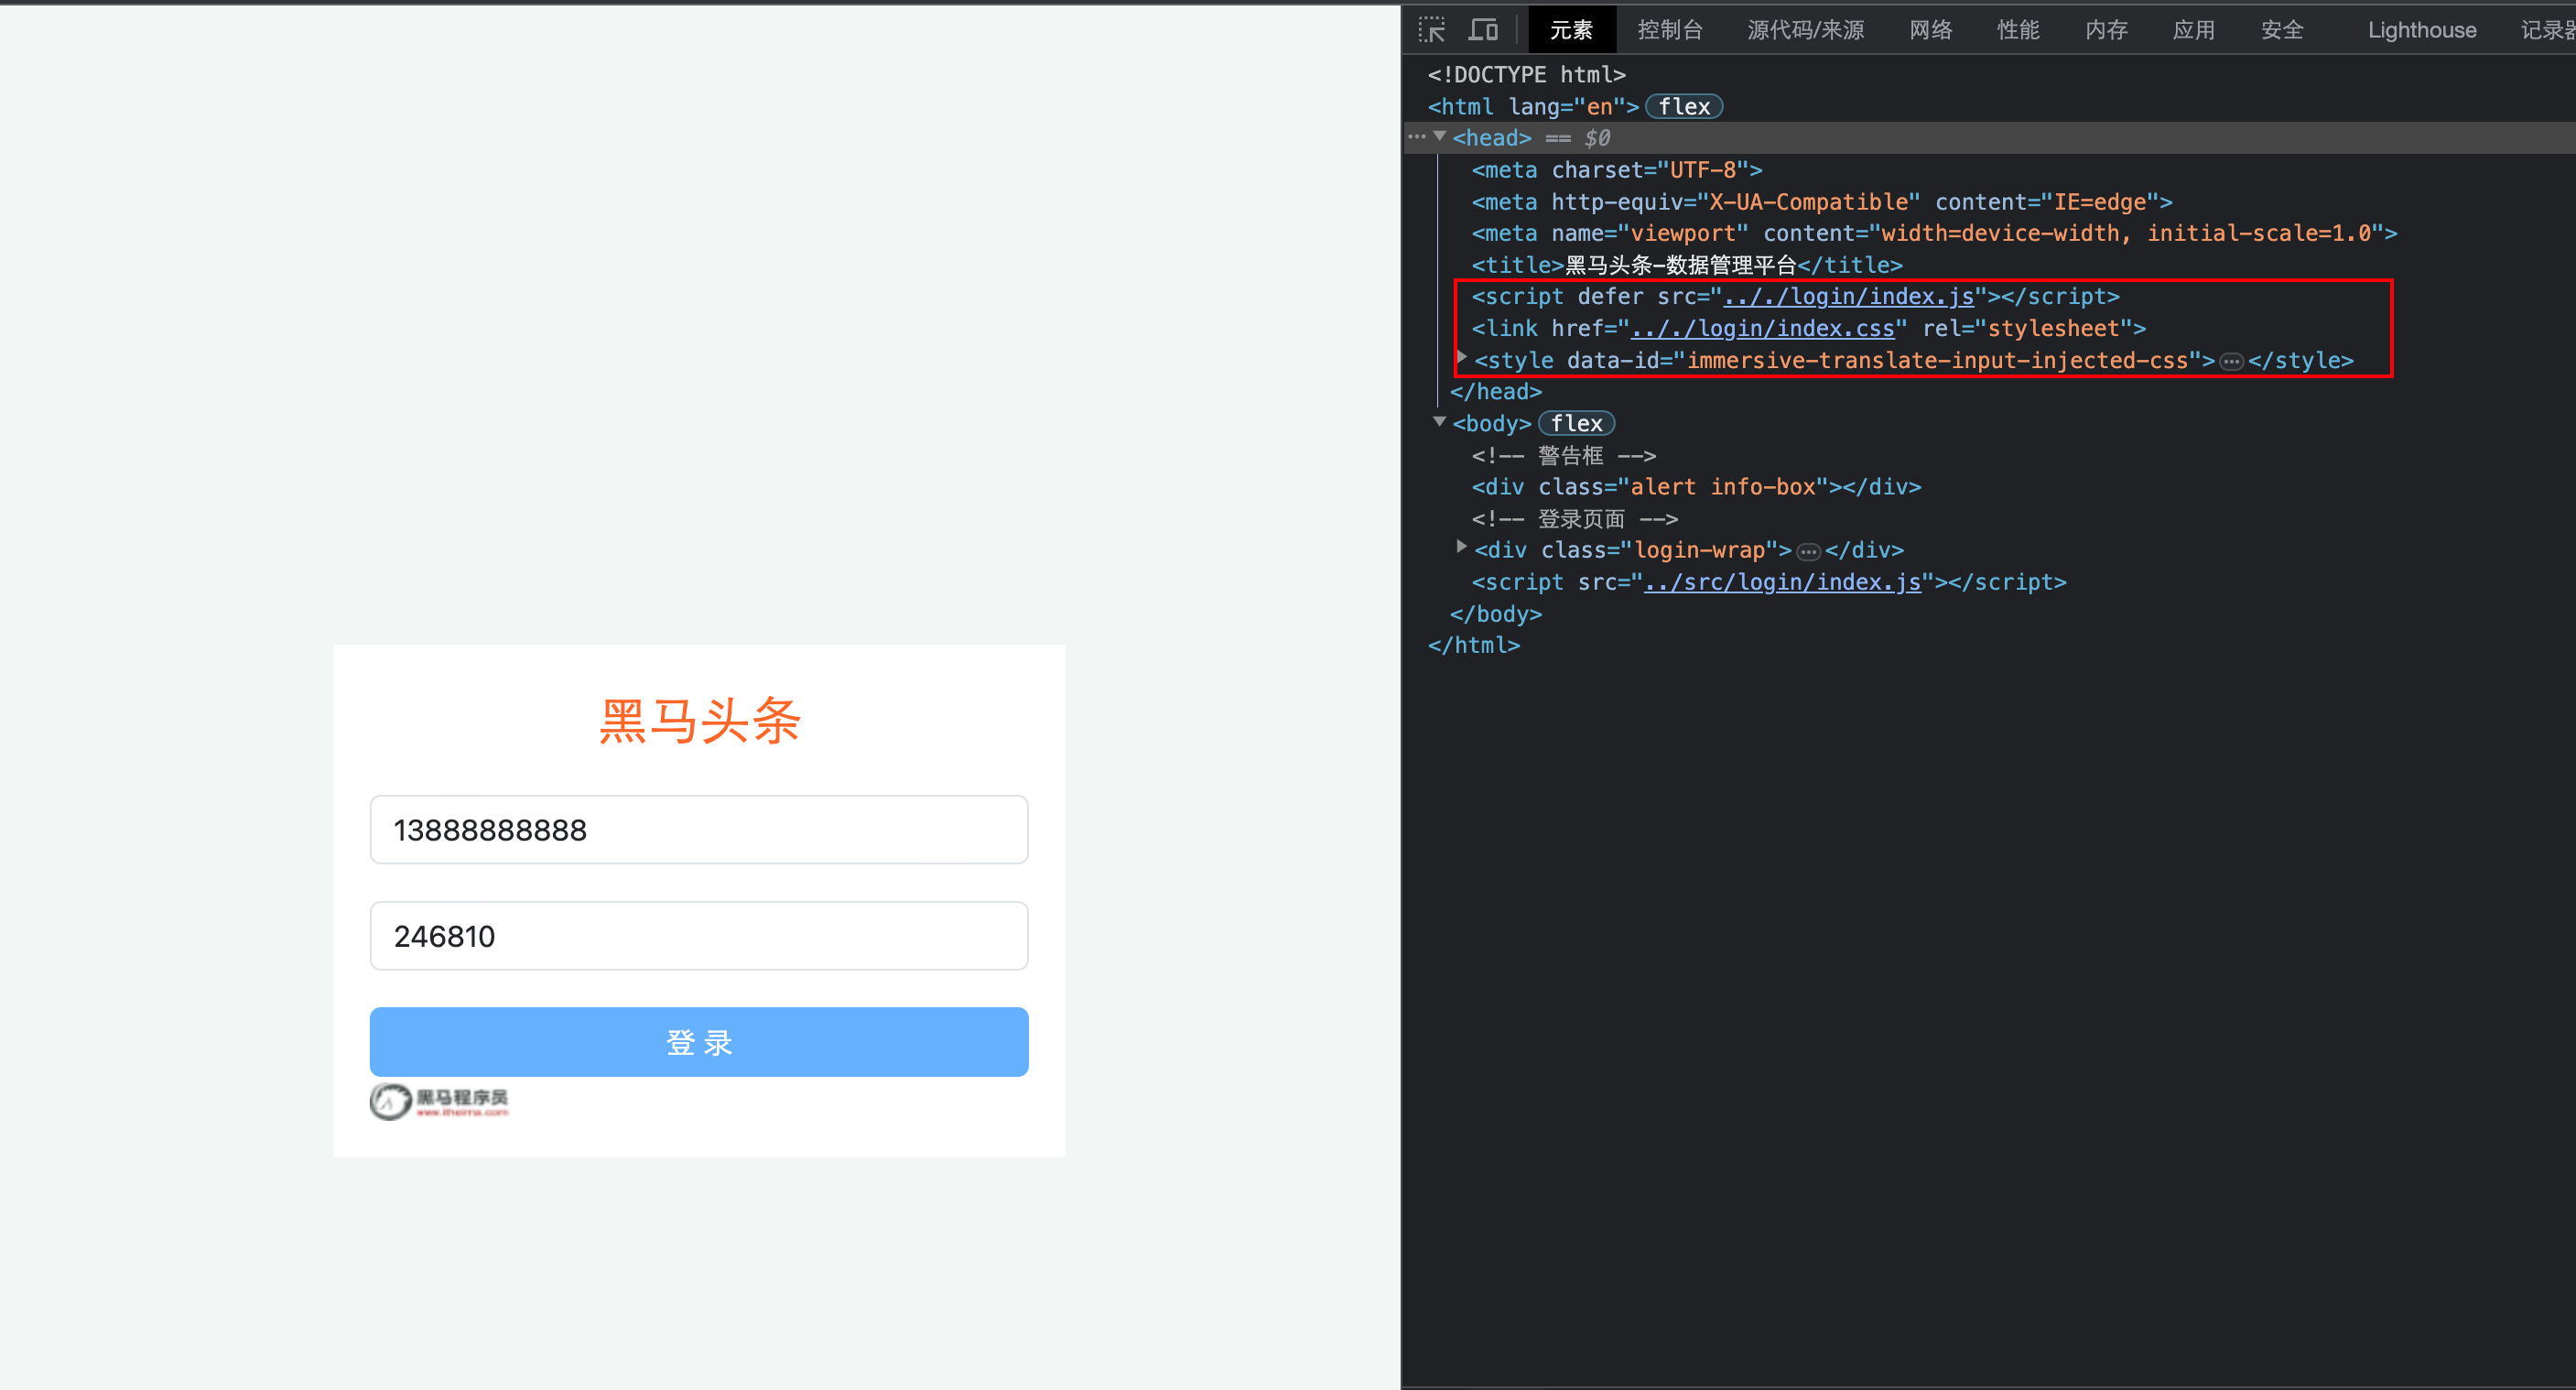 黑马头条
13888888888
246810
登 录
黑马程序员
www.itheima.com
元素 控制台 源代码/来源 网络 性能 内存 应用 安全 Lighthouse
<!DOCTYPE html>
<html lang="en"> flex
<head> == $0
<meta charset="UTF-8">
<meta http-equiv="X-UA-Compatible" content="IE=edge">
<meta name="viewport" content="width=device-width, initial-scale=1.0">
<title>黑马头条-数据管理平台</title>
<script defer src=".././login/index.js"></script>
<link href=".././login/index.css" rel="stylesheet">
<style data-id="immersive-translate-input-injected-css">…</style>
</head>
<body> flex
<!-- 警告框 -->
<div class="alert info-box"></div>
<!-- 登录页面 -->
<div class="login-wrap">…</div>
<script src="../src/login/index.js"></script>
</body>
</html>